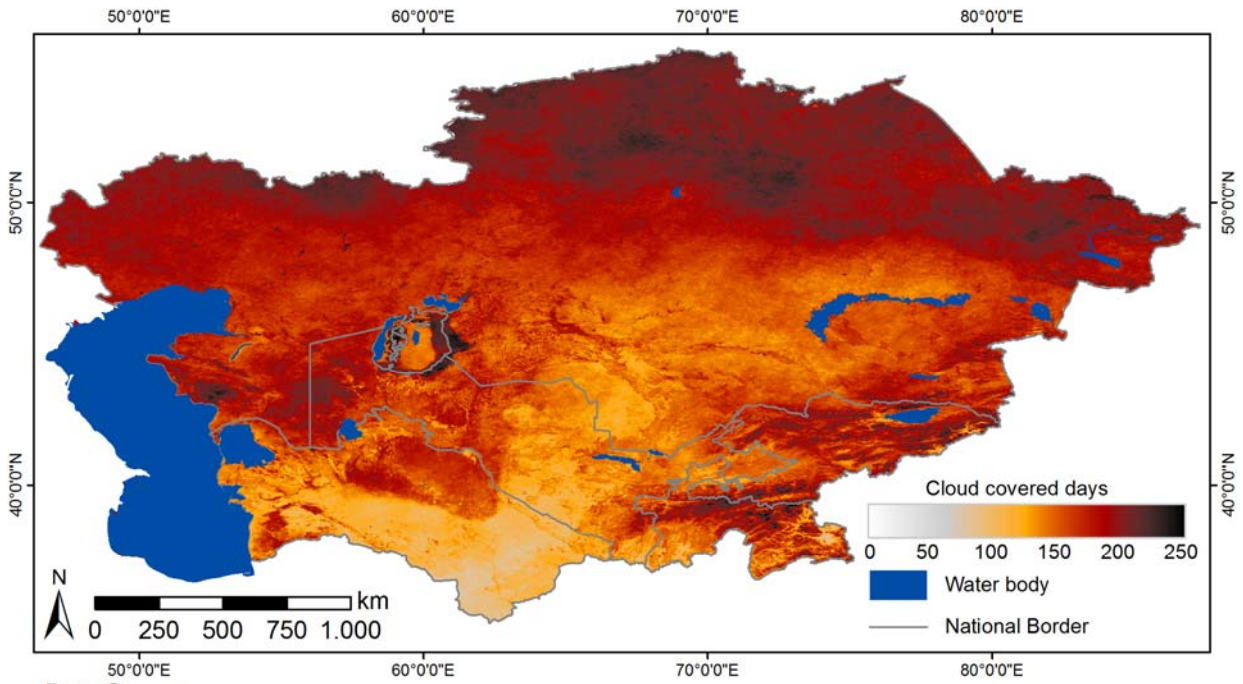 50°0'0"E 60°0'0"E 70°0'0"E 80°0'0"E
50°0'0"N 50°0'0"N
40°0'0"N 40°0'0"N
Cloud covered days
0 50 100 150 200 250
Water body
National Border
N
km
0 250 500 750 1.000
50°0'0"E 60°0'0"E 70°0'0"E 80°0'0"E